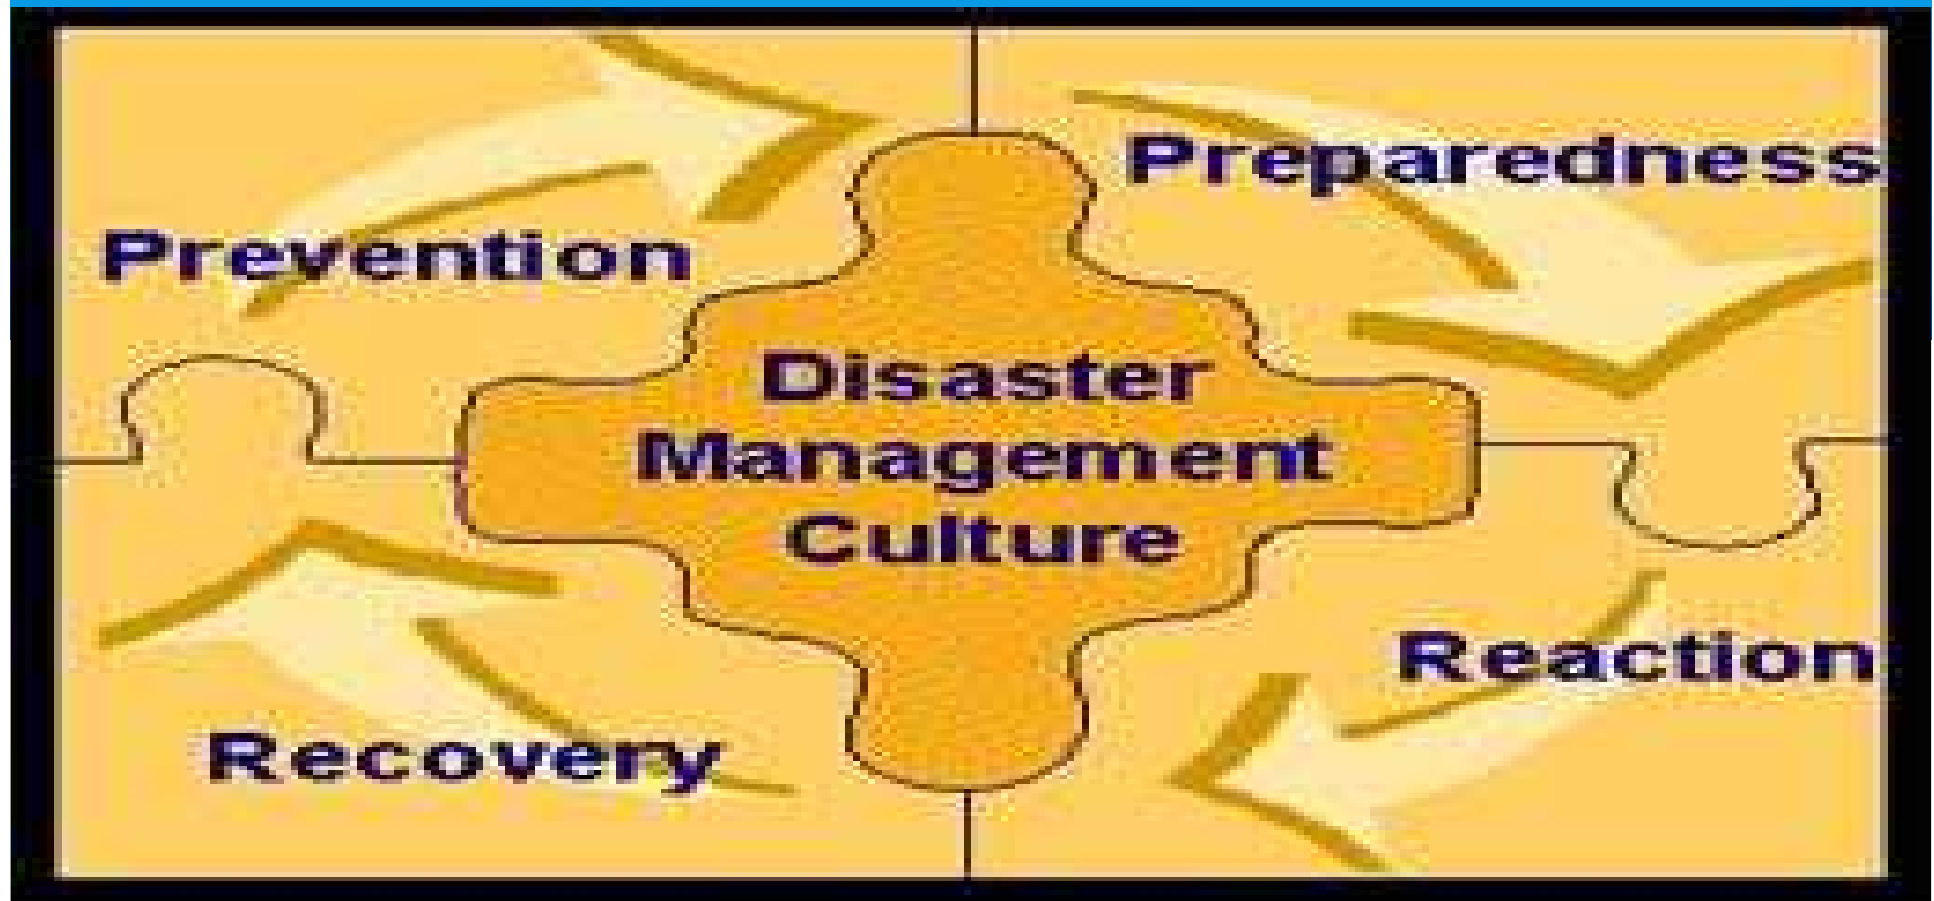 Prevention
Preparedness
Disaster
Management
Culture
Recovery
Reaction